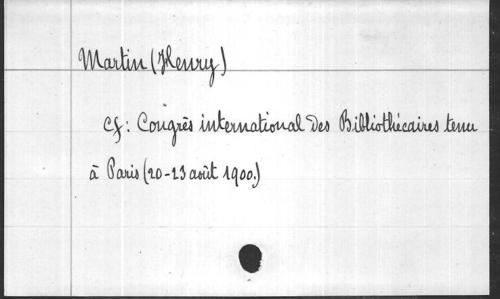 Martin (Henry)
cf: Congrès international des Bibliothécaires tenu
à Paris (20-23 août 1900.)